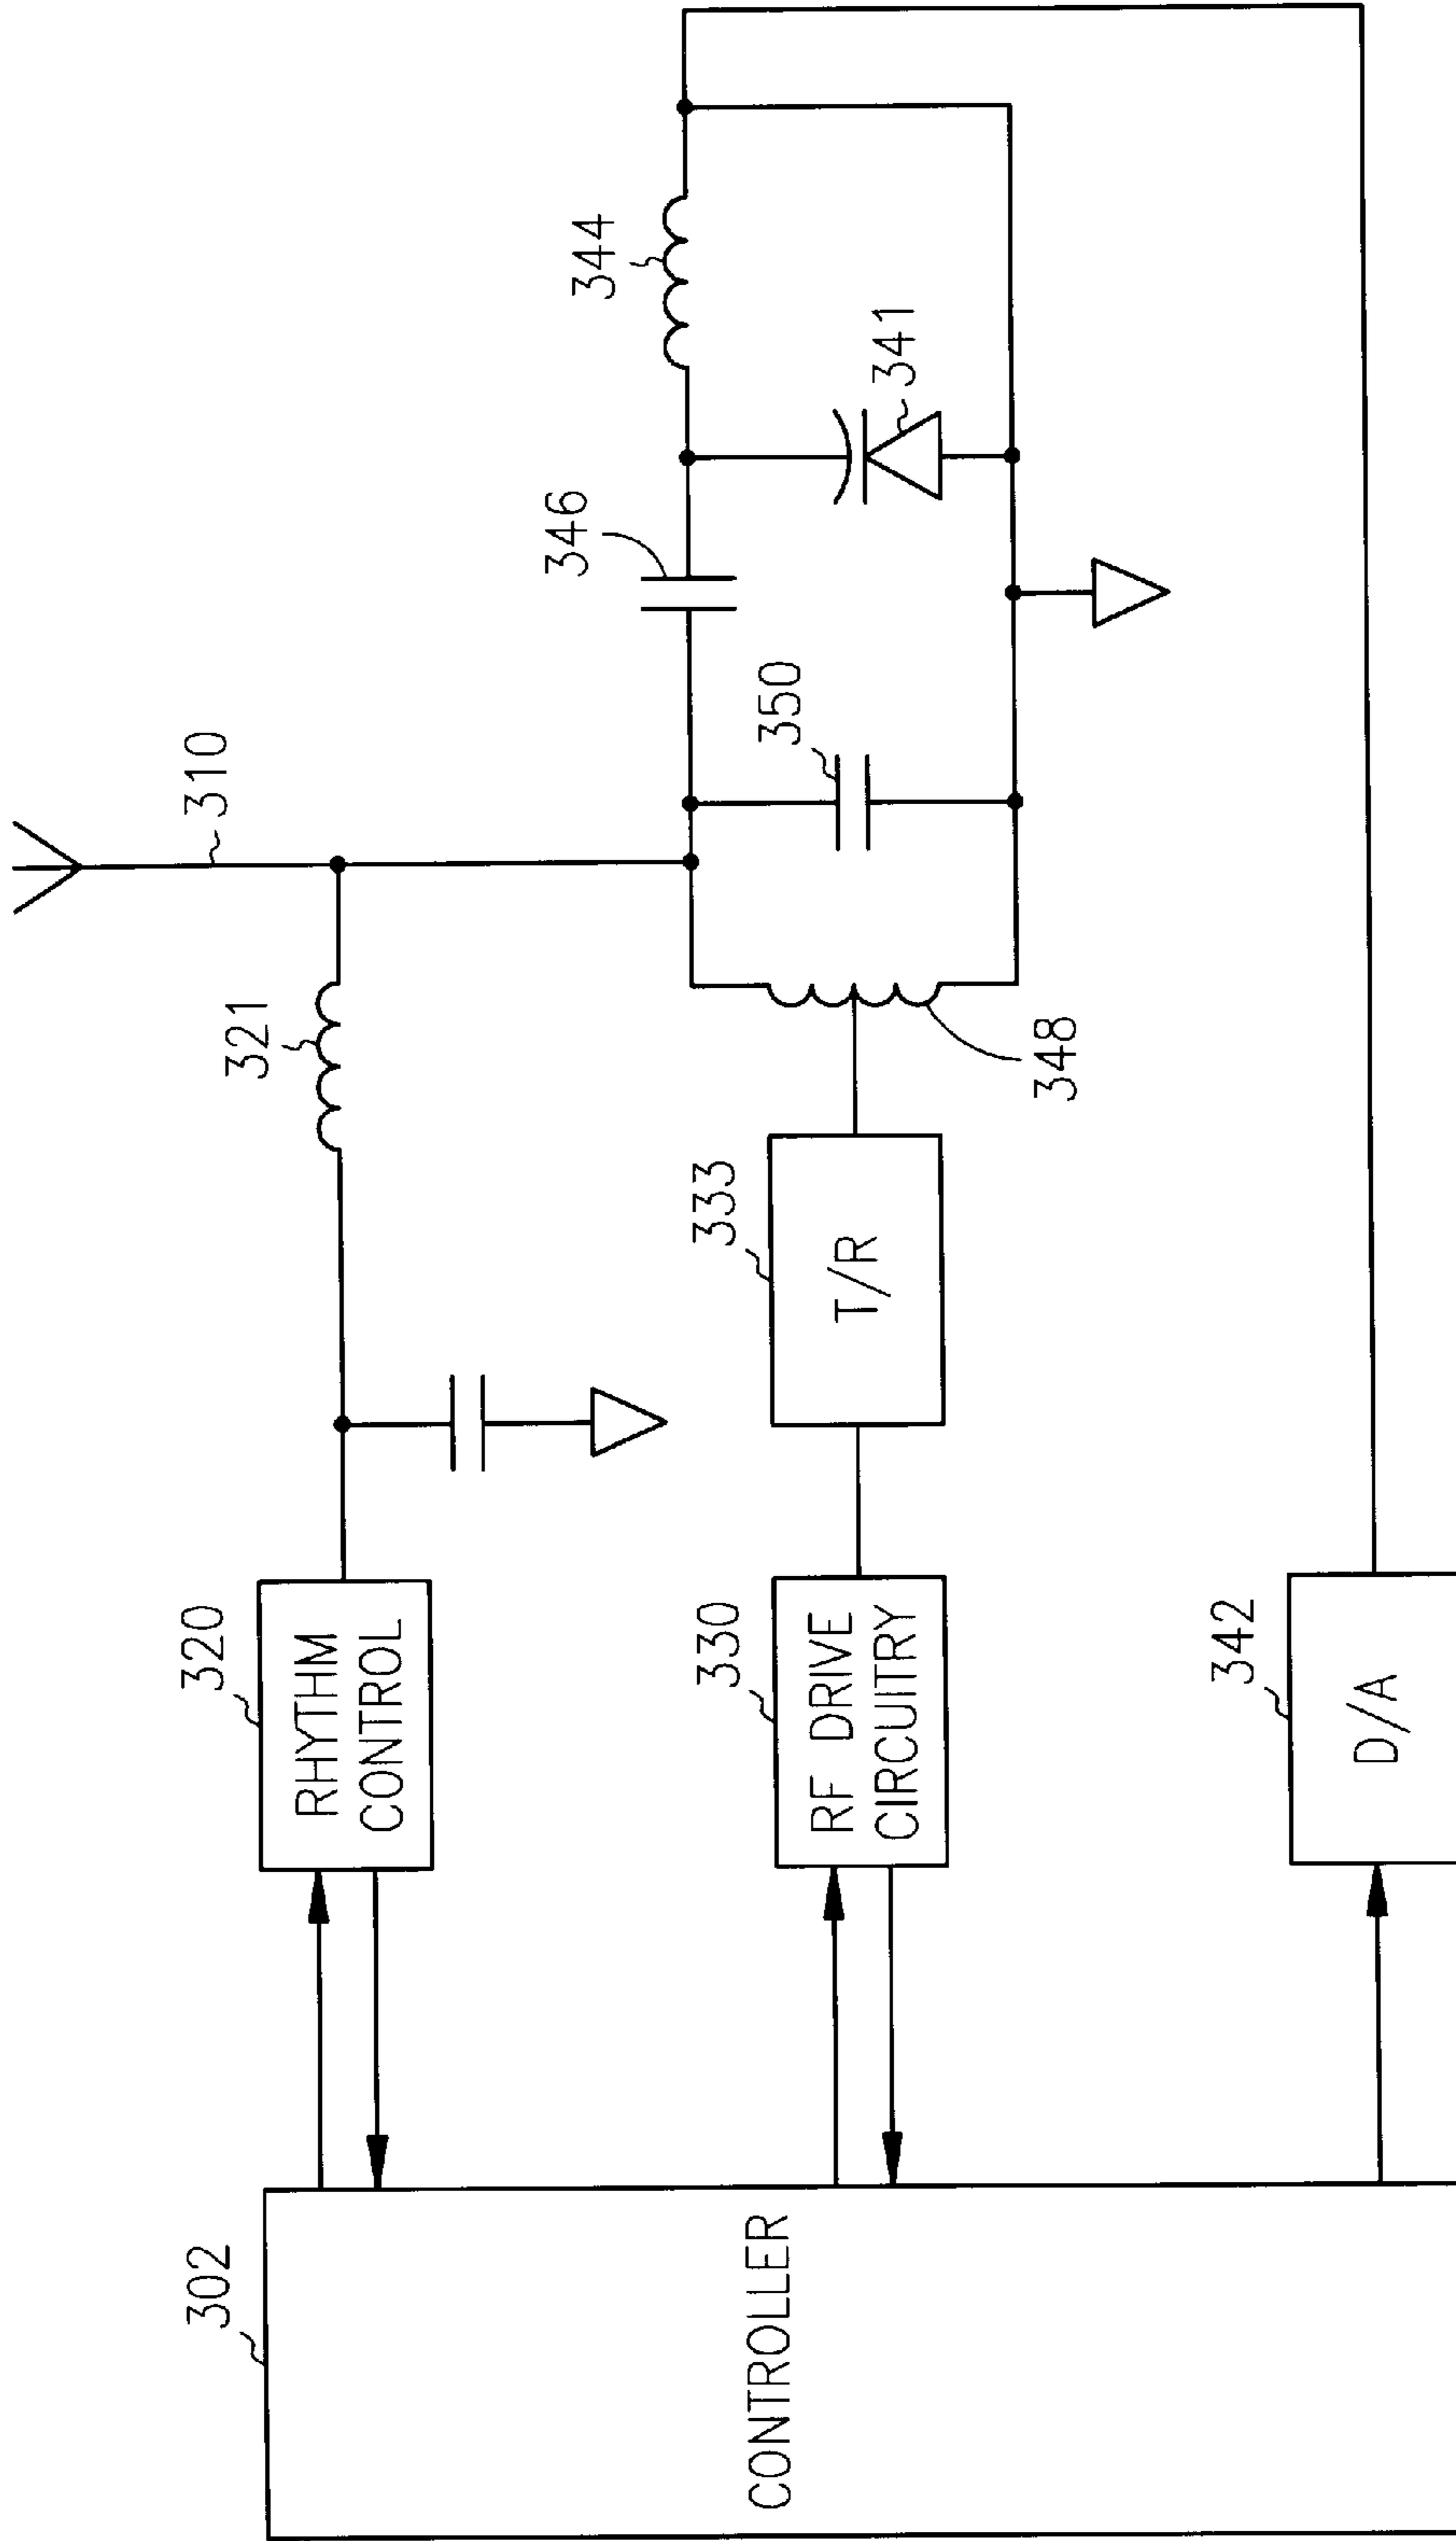 302
CONTROLLER
320
RHYTHM
CONTROL
330
RF DRIVE
CIRCUITRY
342
D/A
333
T/R
321
310
348
350
346
344
341